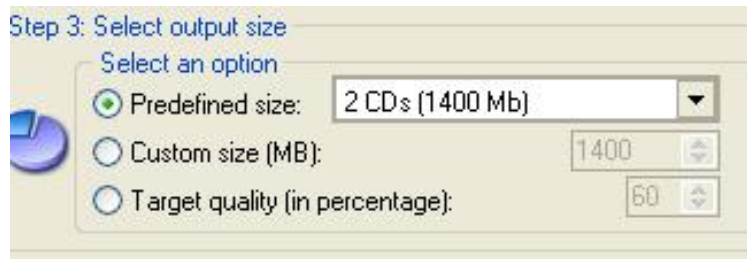 Step 3: Select output size
Select an option
Predefined size: 2 CDs (1400 Mb)
Custom size (MB): 1400
Target quality (in percentage): 60